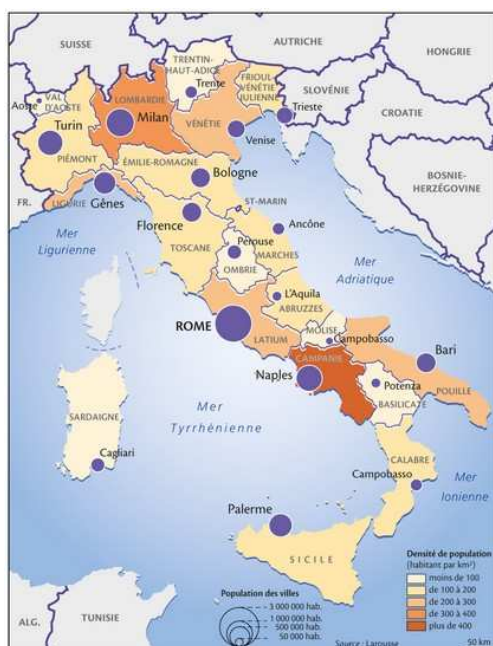 SUISSE
AUTRICHE
HONGRIE
TRENTIN-
HAUT-ADIGE
Trente
FRIOUL-
VÉNÉTIE
JULIENNE
SLOVÉNIE
CROATIE
Aoste
VAL
D'AOSTE
LOMBARDIE
Milan
Trieste
VÉNÉTIE
Venise
Turin
PIÉMONT
ÉMILIE-ROMAGNE
BOSNIE-
HERZÉGOVINE
Bologne
FR.
LIGURIE
Gênes
ST-MARIN
Florence
Ancône
Mer
Ligurienne
TOSCANE
Pérouse
MARCHES
OMBRIE
Mer
Adriatique
L'Aquila
ABRUZZES
ROME
MOLISE
Campobasso
LATIUM
CAMPANIE
Bari
Naples
Potenza
POUILLE
BASILICATE
SARDAIGNE
Mer
Tyrrhénienne
CALABRE
Cagliari
Campobasso
Mer
Ionienne
Palerme
SICILE
Densité de population
(habitants par km²)
moins de 100
de 100 à 200
de 200 à 300
de 300 à 400
plus de 400
Population des villes
3 000 000 hab.
1 000 000 hab.
500 000 hab.
50 000 hab.
ALG.
TUNISIE
Source : Larousse
50 km